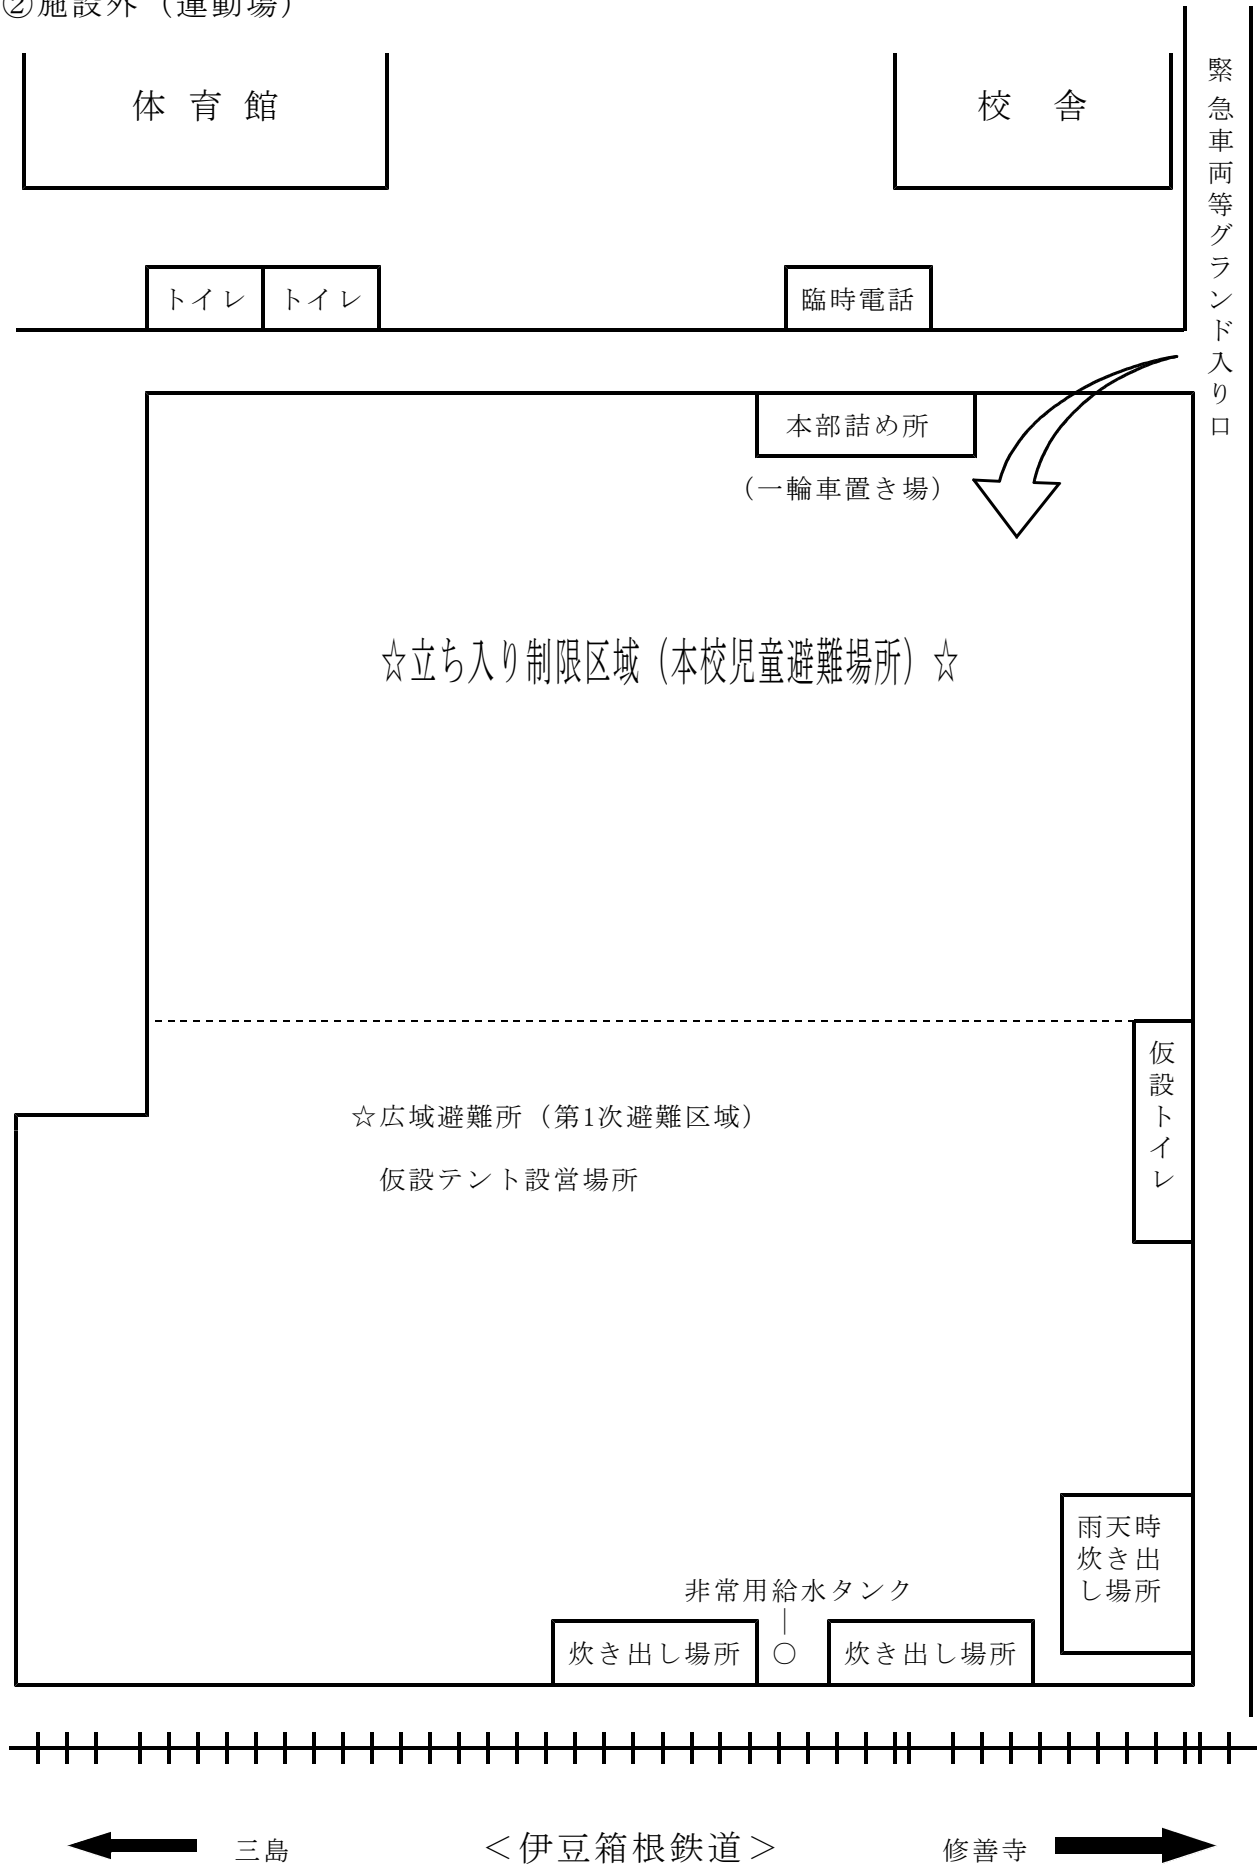 ②施設外（運動場）
体 育 館
校　舎
緊急車両等グランド入り口
トイレ
トイレ
臨時電話
本部詰め所
（一輪車置き場）
☆立ち入り制限区域（本校児童避難場所）☆
仮設トイレ
☆広域避難所（第1次避難区域）
仮設テント設営場所
雨天時
炊き出
し場所
非常用給水タンク
炊き出し場所
炊き出し場所
三島
＜伊豆箱根鉄道＞
修善寺